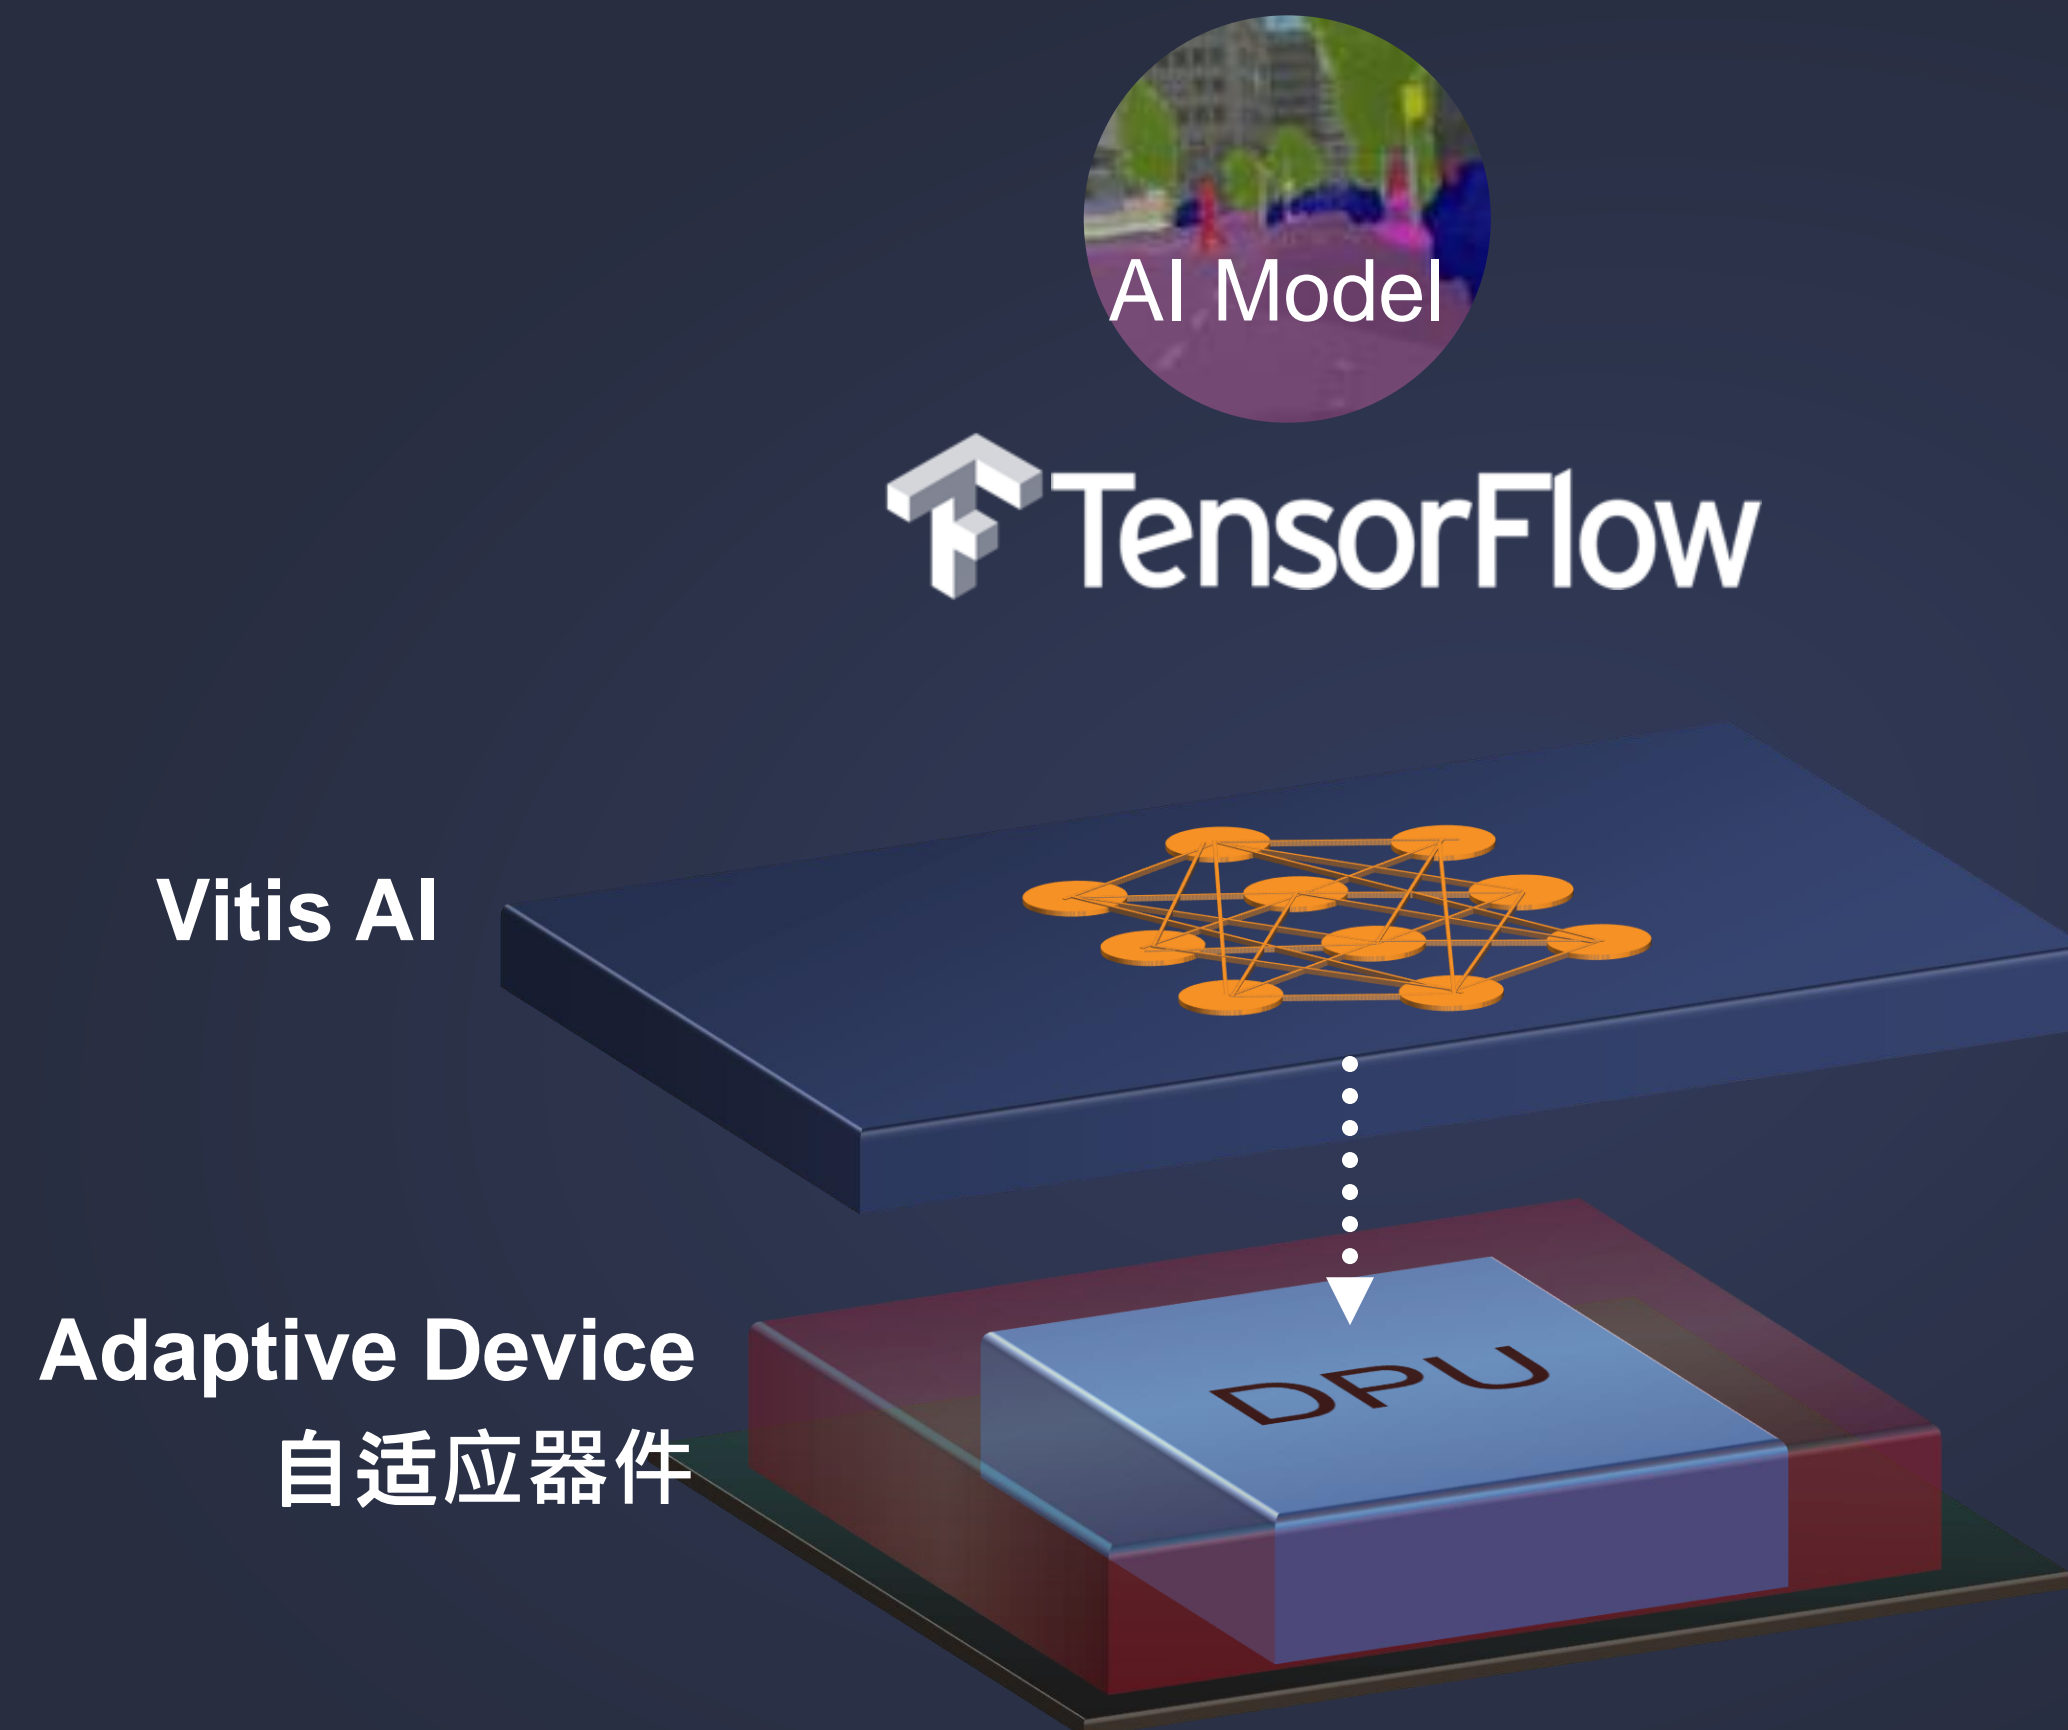 AI Model
TensorFlow
Vitis AI
Adaptive Device
自适应器件
DPU